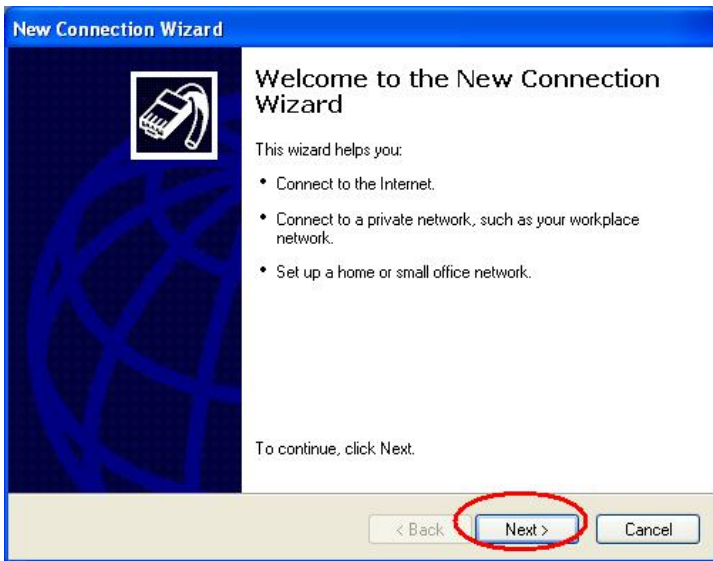 New Connection Wizard
Welcome to the New Connection
Wizard
This wizard helps you:
• Connect to the Internet.
• Connect to a private network, such as your workplace
network.
• Set up a home or small office network.
To continue, click Next.
< Back
Next >
Cancel